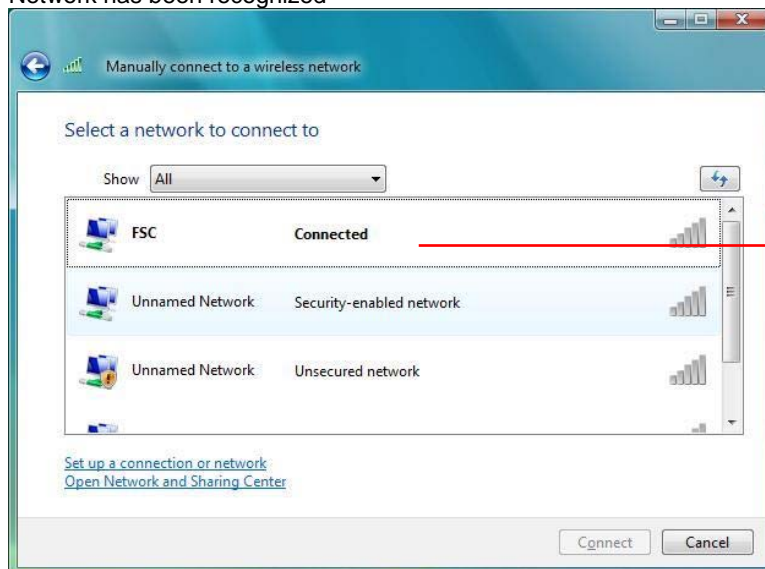 Network has been recognized
Manually connect to a wireless network
Select a network to connect to
Show All
FSC Connected
Unnamed Network Security-enabled network
Unnamed Network Unsecured network
Set up a connection or network
Open Network and Sharing Center
Connect Cancel